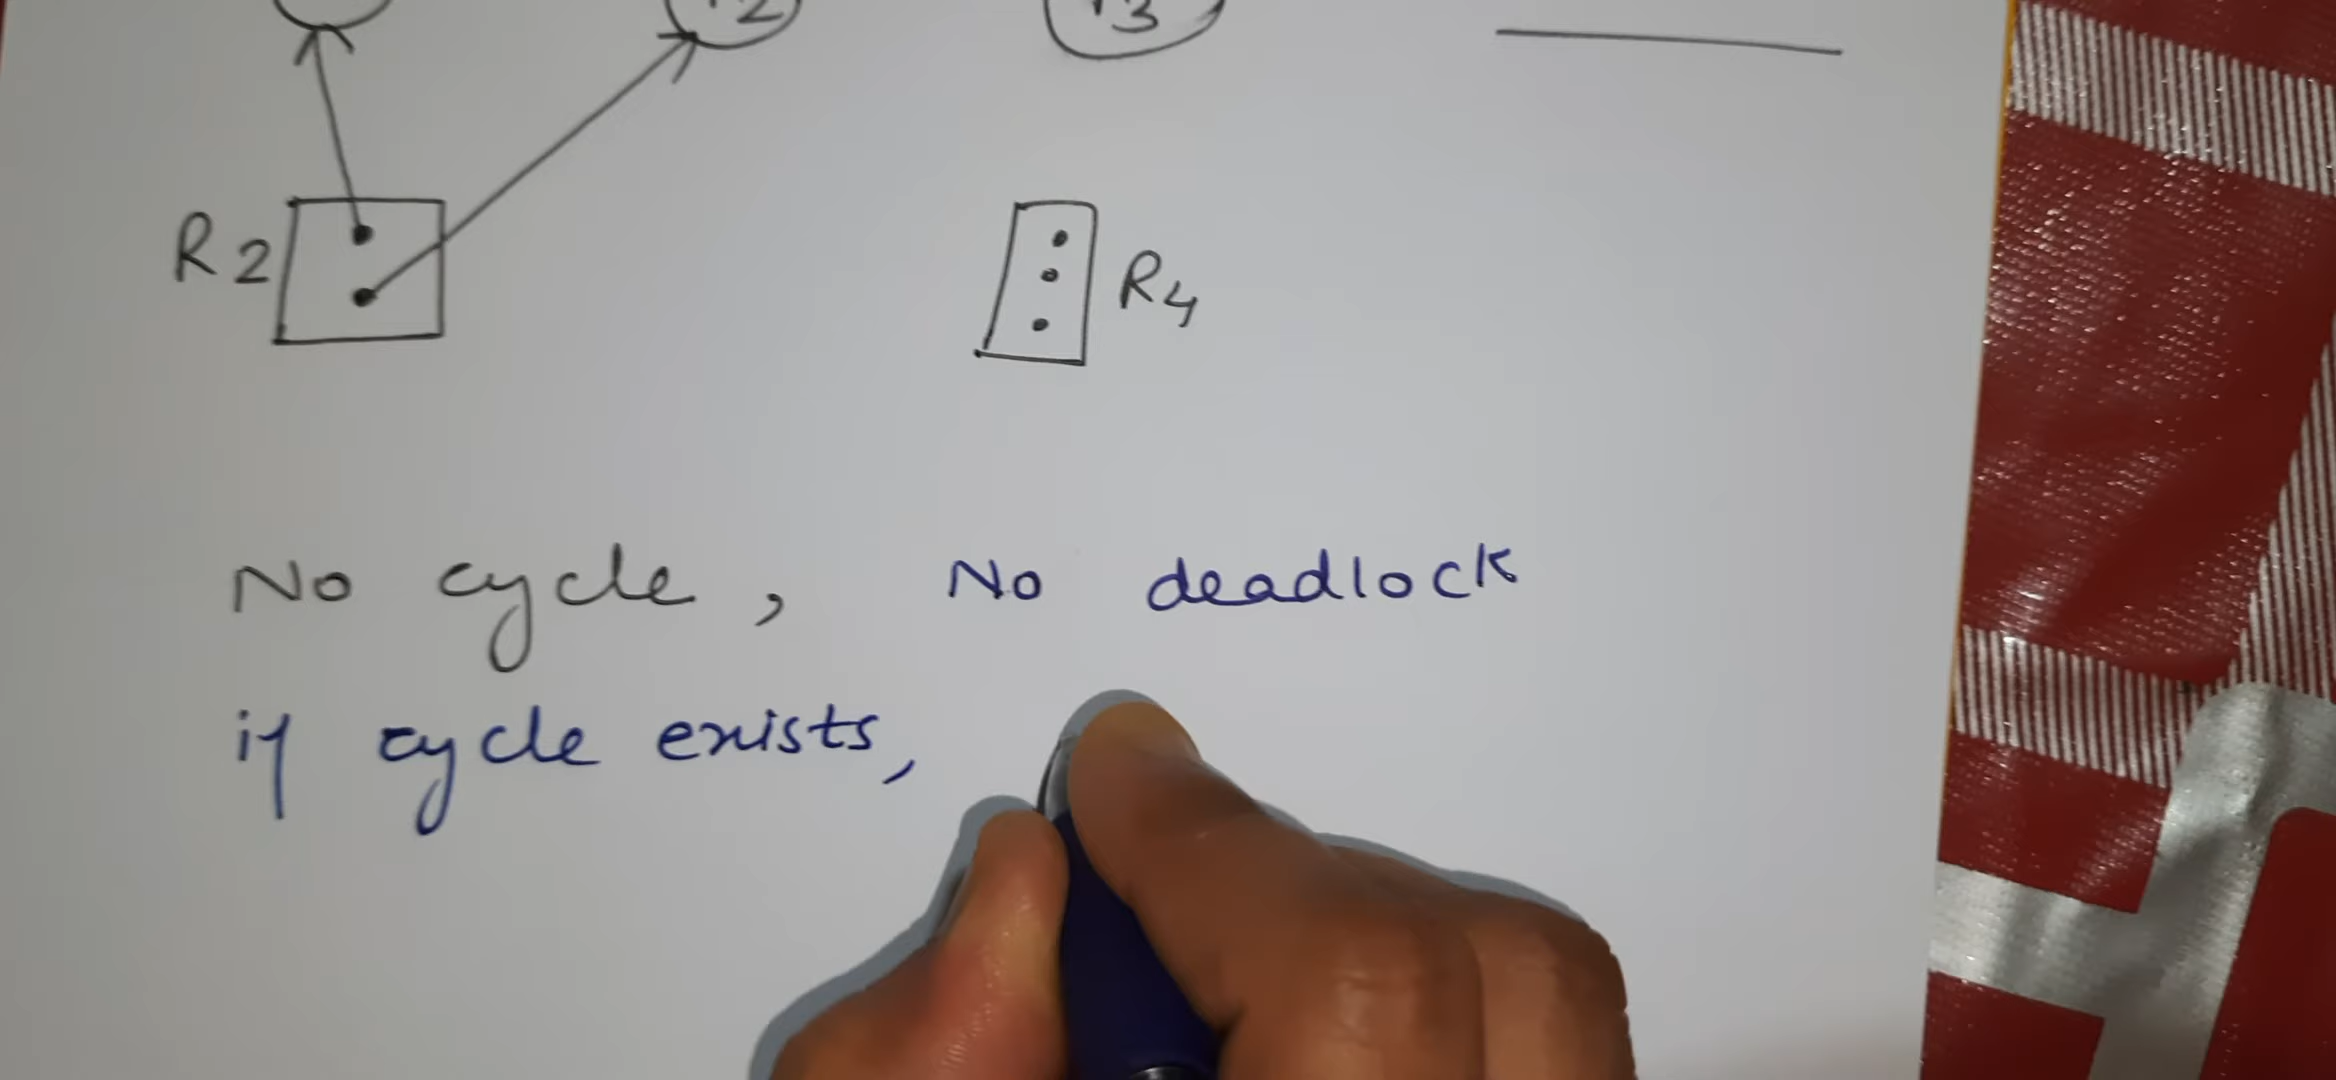 R2
R4
No cycle, No deadlock
if cycle exists,